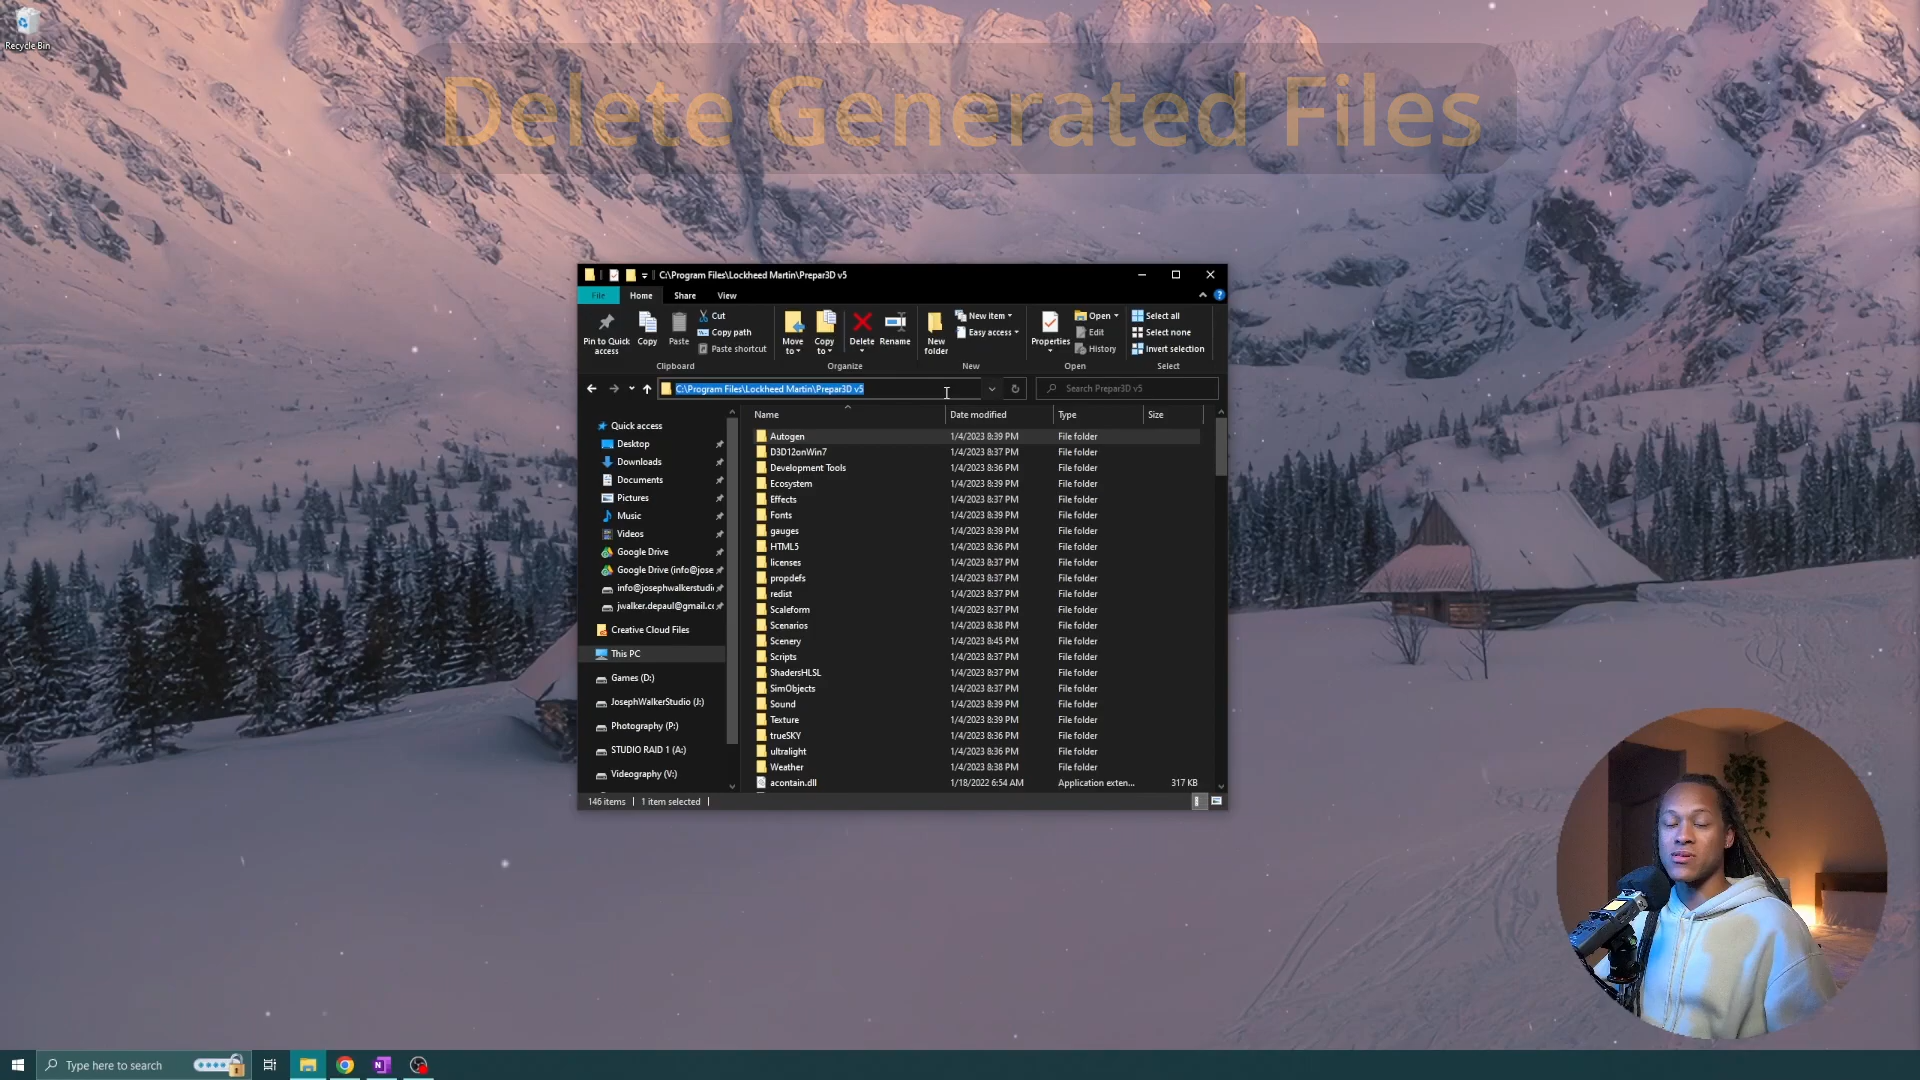 Recycle Bin
Delete Generated Files
C:\Program Files\Lockheed Martin\Prepar3D v5
File Home Share View
Pin to Quick access
Copy
Paste
Cut
Copy path
Paste shortcut
Move to
Copy to
Delete
Rename
New folder
New item
Easy access
Properties
Open
Edit
History
Select all
Select none
Invert selection
Clipboard Organize New Open Select
C:\Program Files\Lockheed Martin\Prepar3D v5
Search Prepar3D v5
Quick access
Desktop
Downloads
Documents
Pictures
Music
Videos
Google Drive
Google Drive (info@jose
info@josephwalkerstudi
jwalker.depaul@gmail.cc
Creative Cloud Files
This PC
Games (D:)
JosephWalkerStudio (J:)
Photography (P:)
STUDIO RAID 1 (A:)
Videography (V:)
Name Date modified Type Size
Autogen 1/4/2023 8:39 PM File folder
D3D12onWin7 1/4/2023 8:37 PM File folder
Development Tools 1/4/2023 8:36 PM File folder
Ecosystem 1/4/2023 8:39 PM File folder
Effects 1/4/2023 8:37 PM File folder
Fonts 1/4/2023 8:39 PM File folder
gauges 1/4/2023 8:39 PM File folder
HTML5 1/4/2023 8:36 PM File folder
licenses 1/4/2023 8:37 PM File folder
propdefs 1/4/2023 8:37 PM File folder
redist 1/4/2023 8:37 PM File folder
Scaleform 1/4/2023 8:37 PM File folder
Scenarios 1/4/2023 8:38 PM File folder
Scenery 1/4/2023 8:45 PM File folder
Scripts 1/4/2023 8:37 PM File folder
ShadersHLSL 1/4/2023 8:37 PM File folder
SimObjects 1/4/2023 8:37 PM File folder
Sound 1/4/2023 8:39 PM File folder
Texture 1/4/2023 8:39 PM File folder
trueSKY 1/4/2023 8:36 PM File folder
ultralight 1/4/2023 8:36 PM File folder
Weather 1/4/2023 8:38 PM File folder
acontain.dll 1/18/2022 6:54 AM Application exten... 317 KB
146 items 1 item selected
Type here to search